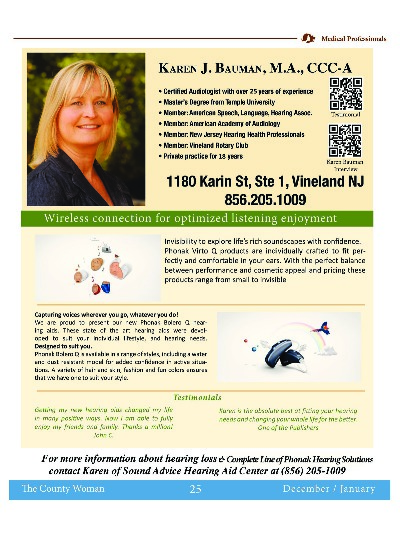 Medical Professionals
KAREN J. BAUMAN, M.A., CCC-A
• Certified Audiologist with over 25 years of experience
• Master's Degree from Temple University
• Member: American Speech, Language, Hearing Assoc.
• Member: American Academy of Audiology
• Member: New Jersey Hearing Health Professionals
• Member: Vineland Rotary Club
• Private practice for 18 years
Testimonial
Karen Bauman
Interview
1180 Karin St, Ste 1, Vineland NJ
856.205.1009
Wireless connection for optimized listening enjoyment
Invisibility to explore life's rich soundscapes with confidence.
Phonak Virto Q products are individually crafted to fit per-
fectly and comfortable in your ears. With the perfect balance
between performance and cosmetic appeal and pricing these
products range from small to invisible
Capturing voices wherever you go, whatever you do!
We are proud to present our new Phonak Bolero Q, hear-
ing aids. These state of the art hearing aids were devel-
oped to suit your individual lifestyle, and hearing needs.
Designed to suit you.
Phonak Bolero Q is available in a range of styles, including a water
and dust resistant model for added confidence in active situa-
tions. A variety of hair and skin, fashion and fun colors ensures
that we have one to suit your style.
Testimonials
Getting my new hearing aids changed my life
in many positive ways. Now I am able to fully
enjoy my friends and family. Thanks a million!
John C.
Karen is the absolute best at fitting your hearing
needs and changing your whole life for the better.
One of the Publishers
For more information about hearing loss & Complete Line of Phonak Hearing Solutions
contact Karen of Sound Advice Hearing Aid Center at (856) 205-1009
The County Woman
25
December / January